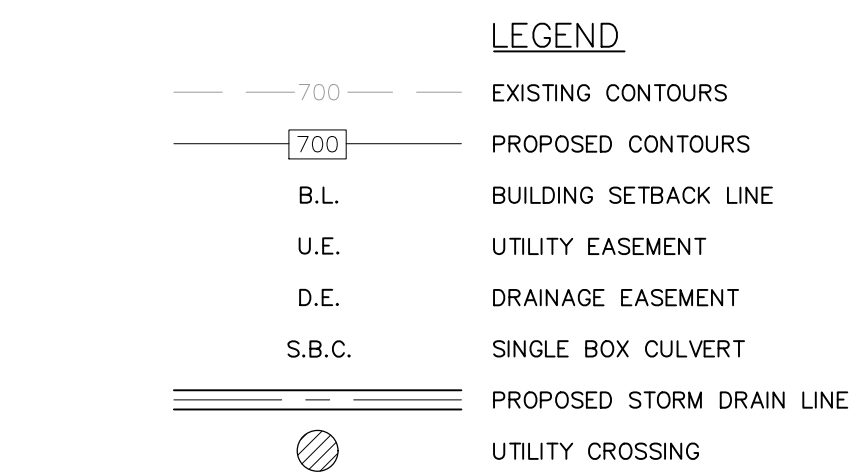 LEGEND
700 EXISTING CONTOURS
700 PROPOSED CONTOURS
B.L. BUILDING SETBACK LINE
U.E. UTILITY EASEMENT
D.E. DRAINAGE EASEMENT
S.B.C. SINGLE BOX CULVERT
PROPOSED STORM DRAIN LINE
UTILITY CROSSING